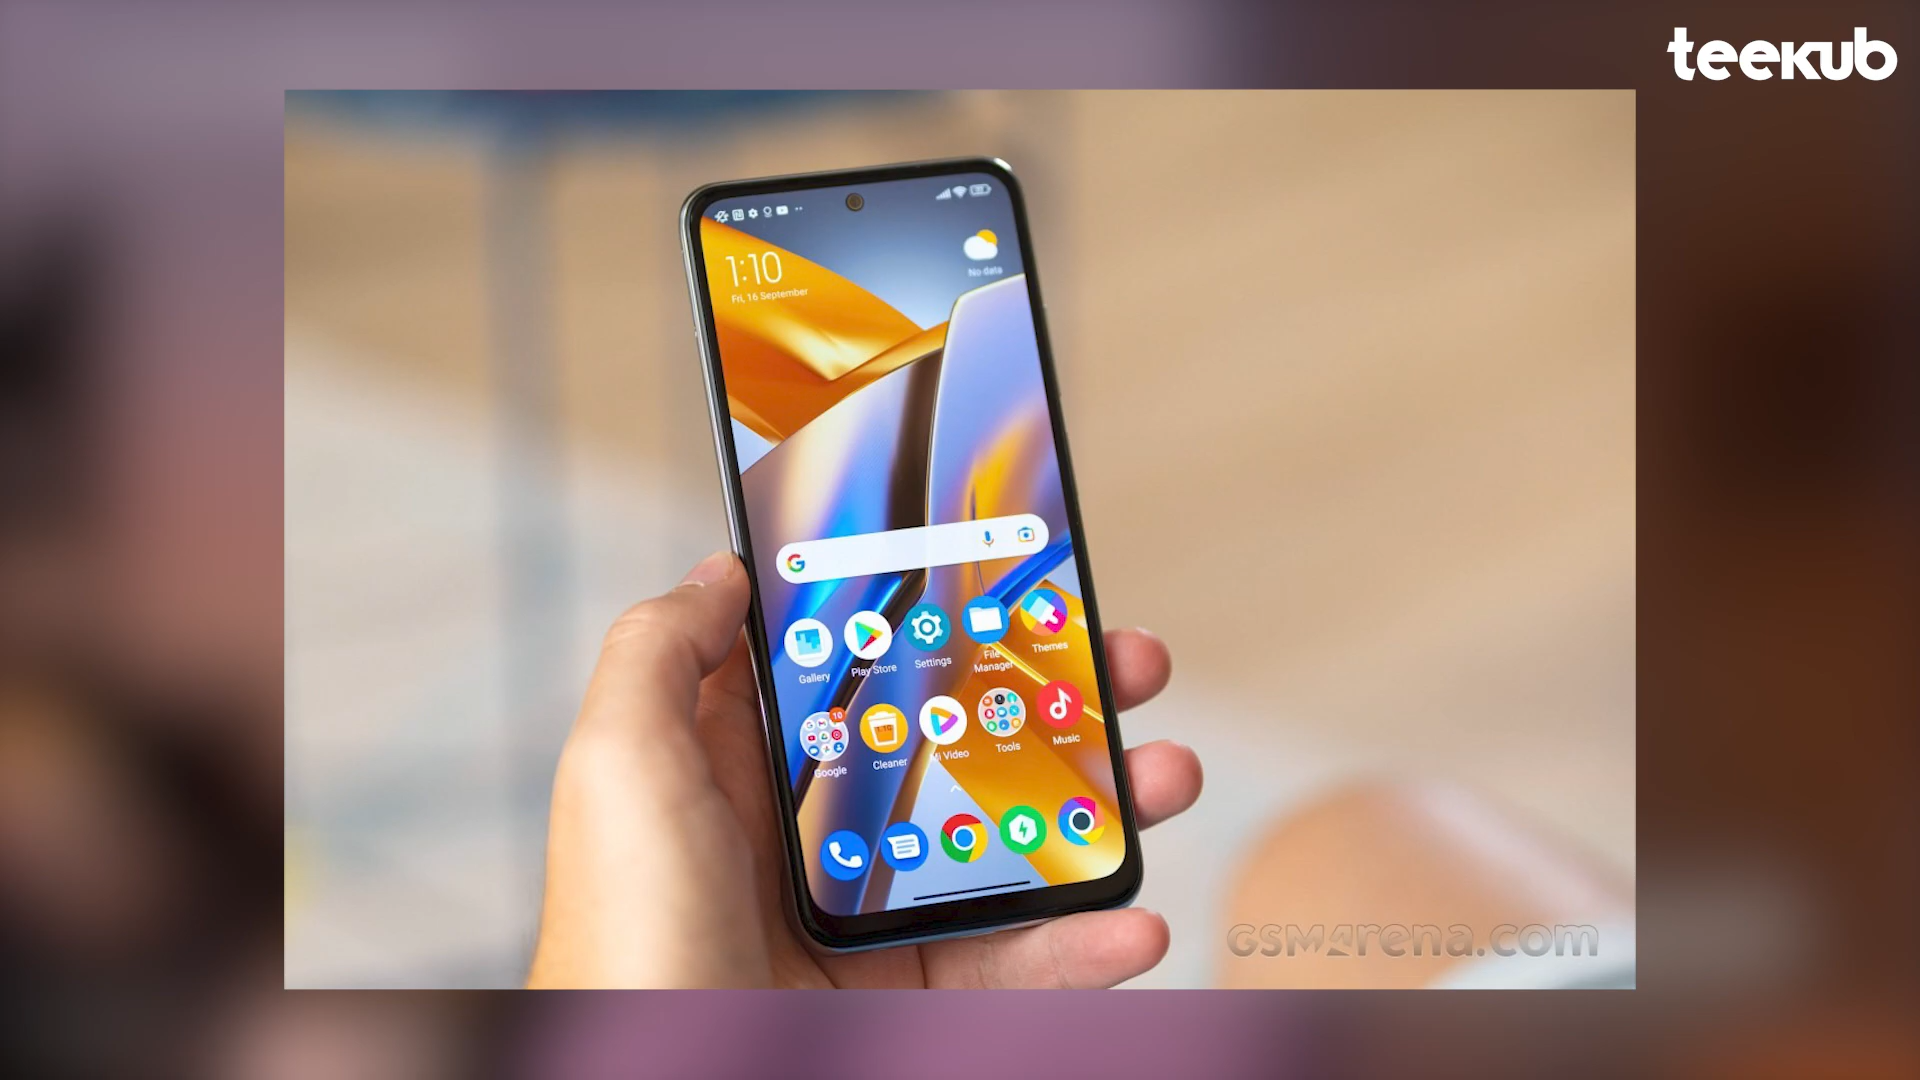 teekub
1:10
Fri, 16 September
No data
Gallery
Play Store
Settings
File
Manager
Themes
10
Google
Cleaner
Mi Video
Tools
Music
GSMArena.com